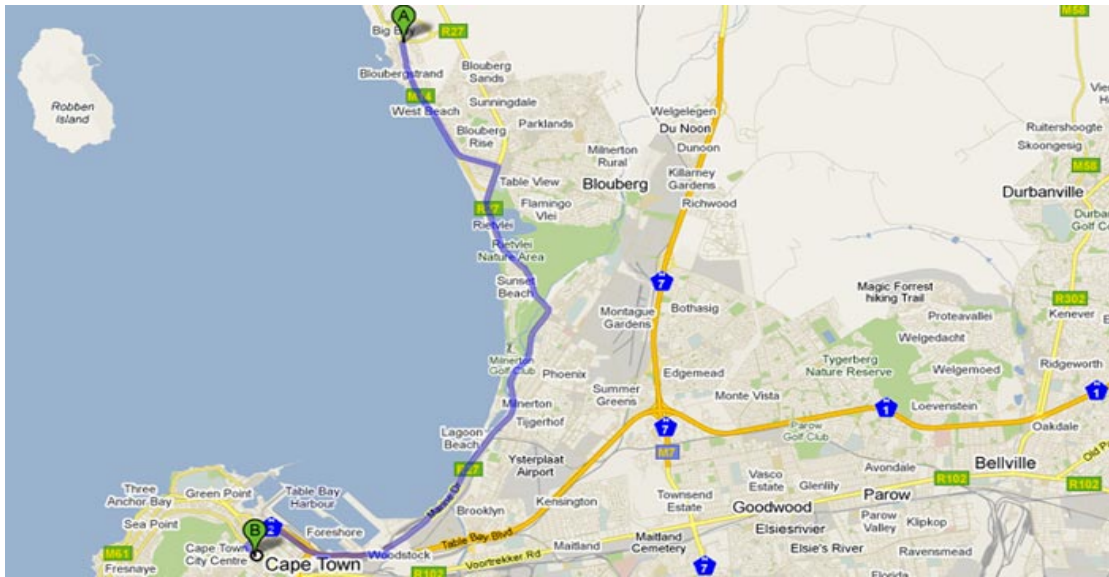 A
Big Bay
R27
M58
Robben
Island
Bloubergstrand
Blouberg
Sands
M14
West Beach
Sunningdale
Parklands
Blouberg
Rise
Welgelegen
Du Noon
Dunoon
Milnerton
Rural
Killarney
Gardens
Blouberg
Richwood
Ruitershoogte
Skoongesig
M58
Durbanville
Golf
Table View
Flamingo
Vlei
R27
Rietvlei
Rietvlei
Nature Area
Sunset
Beach
7
Bothasig
Montague
Gardens
Magic Forrest
hiking Trail
R302
Kenever
Proteavallei
Welgedacht
Milnerton
Golf Club
Phoenix
Edgemead
Summer
Greens
Monte Vista
Tygerberg
Nature Reserve
Welgemoed
Ridgeworth
1
1
Loevenstein
Oakdale
Milnerton
Tijgerhof
7
Parow
Golf Club
M7
Lagoon
Beach
R27
Ysterplaat
Airport
Bellville
Avondale
Vasco
Estate
Glenlily
Parow
R102
R102
Three
Anchor Bay
Green Point
Table Bay
Harbour
Marine Dr
Kensington
Townsend
Estate
Goodwood
Elsiesrivier
Parow
Valley
Klipkop
Sea Point
B
2
Foreshore
Brooklyn
Table Bay Blvd
Maitland
Maitland
Cemetery
Elsie's River
Ravensmead
M61
Fresnaye
Cape Town
City Centre
Cape Town
Woodstock
R102
Voortrekker Rd
7
Florida